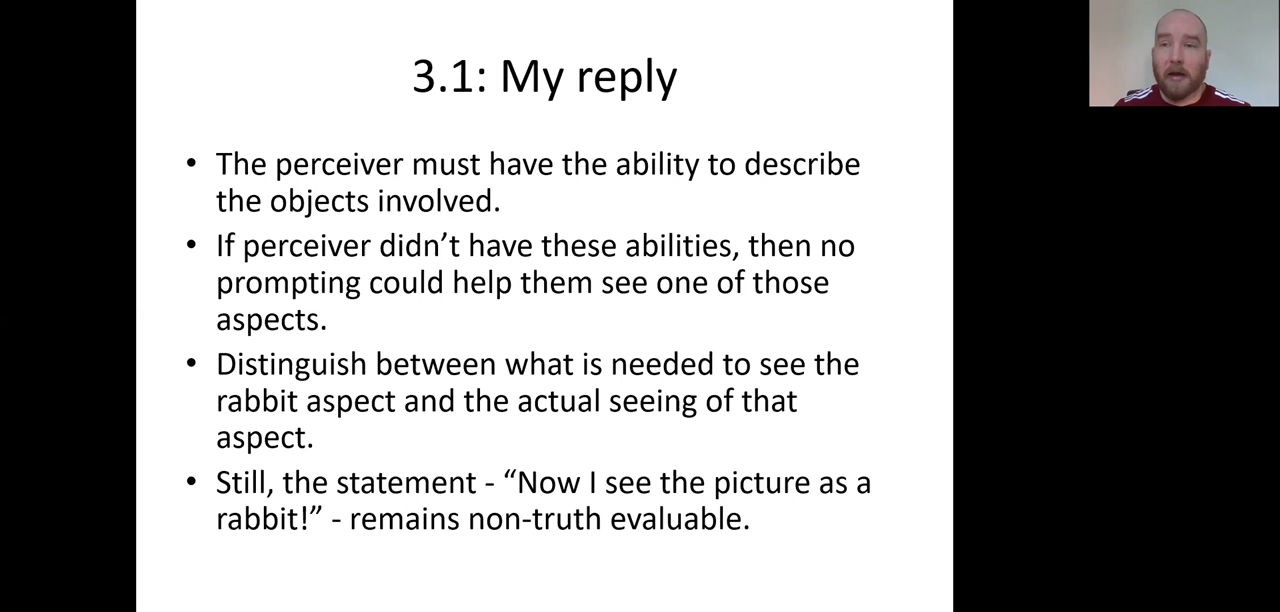 3.1: My reply
• The perceiver must have the ability to describe
the objects involved.
• If perceiver didn’t have these abilities, then no
prompting could help them see one of those
aspects.
• Distinguish between what is needed to see the
rabbit aspect and the actual seeing of that
aspect.
• Still, the statement - “Now I see the picture as a
rabbit!” - remains non-truth evaluable.